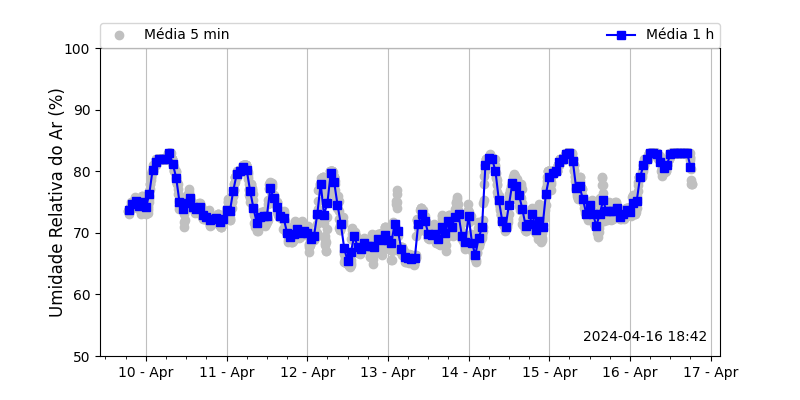 Média 5 min Média 1 h
Umidade Relativa do Ar (%)
100
90
80
70
60
50
2024-04-16 18:42
10 - Apr 11 - Apr 12 - Apr 13 - Apr 14 - Apr 15 - Apr 16 - Apr 17 - Apr